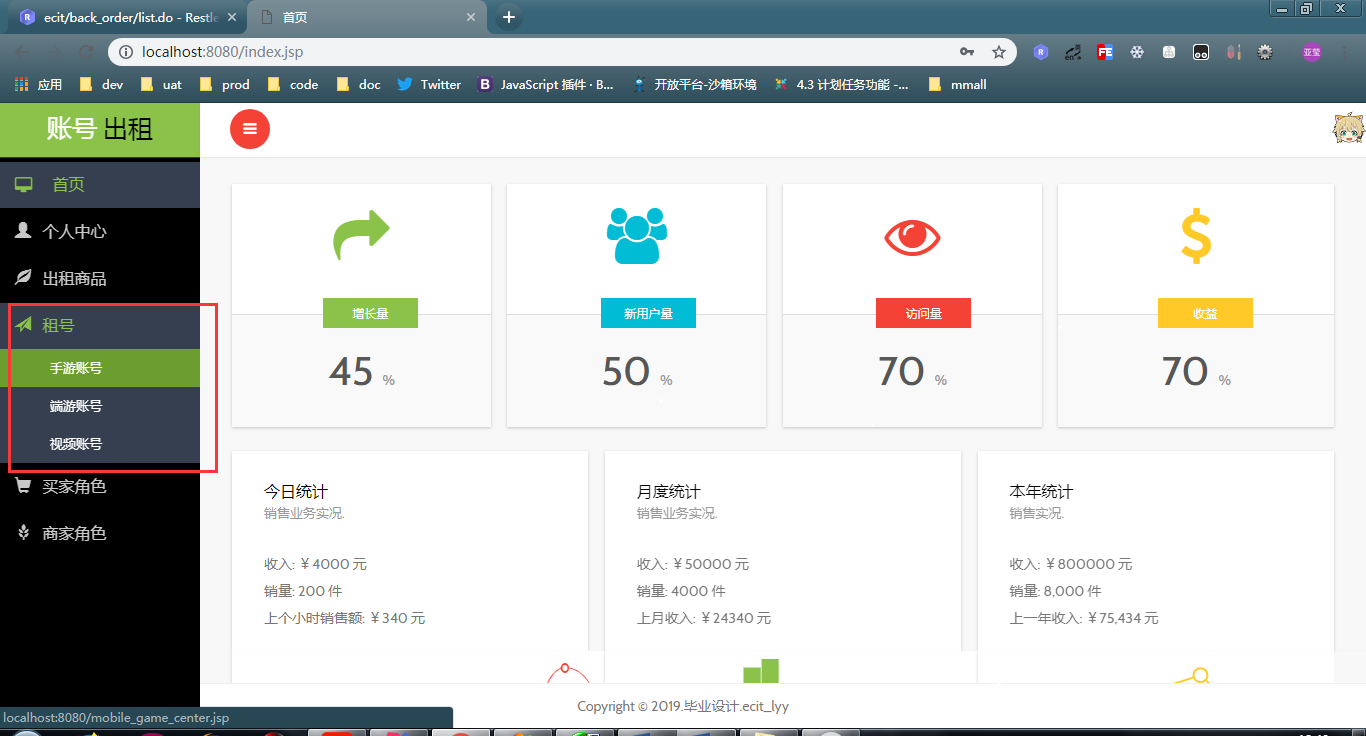 ecit/back_order/list.do - Restle
首页
localhost:8080/index.jsp
应用 dev uat prod code doc Twitter JavaScript 插件 · B... 开放平台-沙箱环境 4.3 计划任务功能 -... mmall
亚莹
账号 出租
首页
个人中心
出租商品
租号
手游账号
端游账号
视频账号
买家角色
商家角色
增长量
45 %
新用户量
50 %
访问量
70 %
收益
70 %
今日统计
销售业务实况.
收入: ￥4000 元
销量: 200 件
上个小时销售额: ￥340 元
月度统计
销售业务实况.
收入: ￥50000 元
销量: 4000 件
上月收入: ￥24340 元
本年统计
销售实况.
收入: ￥800000 元
销量: 8,000 件
上一年收入: ￥75,434 元
Copyright © 2019.毕业设计.ecit_lyy
localhost:8080/mobile_game_center.jsp